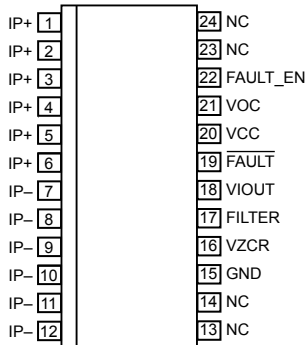 IP+ 1
IP+ 2
IP+ 3
IP+ 4
IP+ 5
IP+ 6
IP– 7
IP– 8
IP– 9
IP– 10
IP– 11
IP– 12
24 NC
23 NC
22 FAULT_EN
21 VOC
20 VCC
19 FAULT
18 VIOUT
17 FILTER
16 VZCR
15 GND
14 NC
13 NC